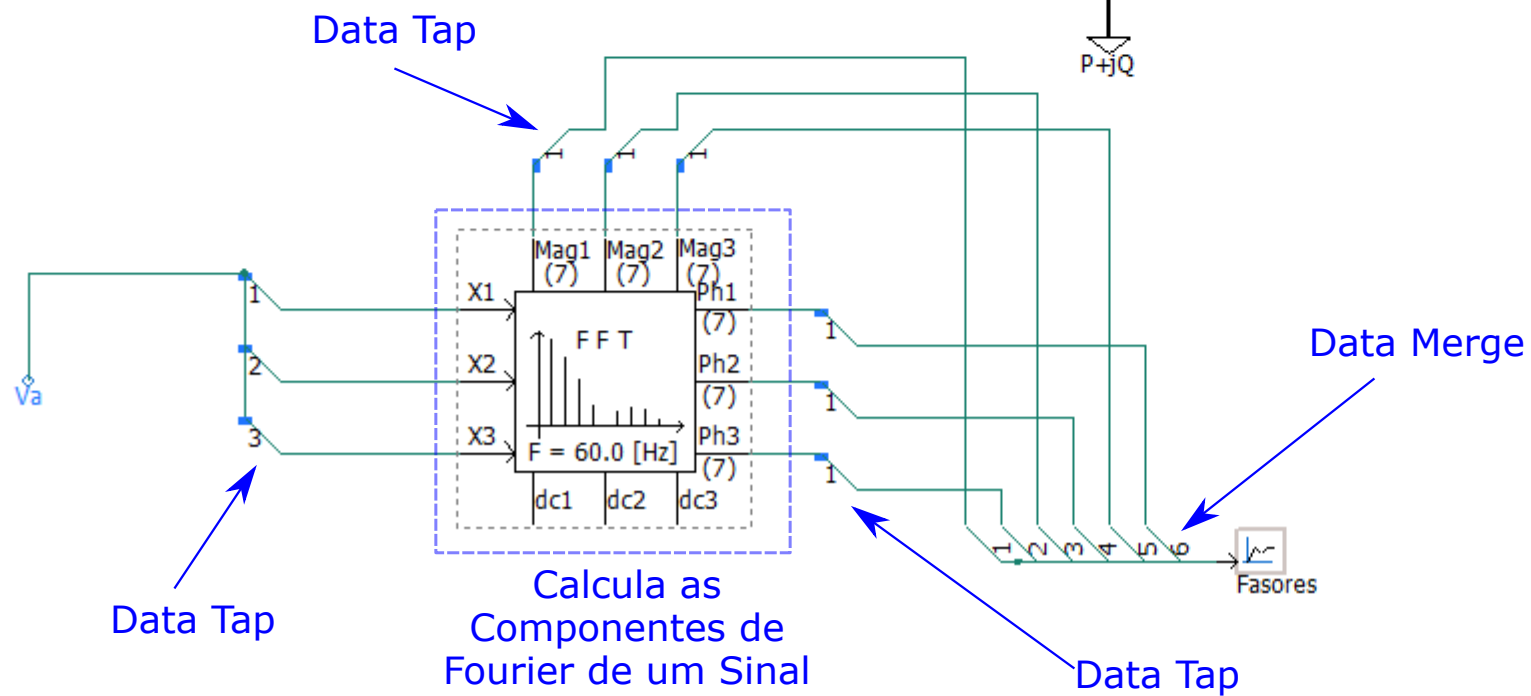 Data Tap
P+jQ
1
1
1
Mag1 Mag2 Mag3
(7) (7) (7)
X1
Ph1
(7)
1
1
FFT
X2
Ph2
(7)
2
1
X3
Ph3
(7)
3
1
F = 60.0 [Hz]
dc1 dc2 dc3
Va
Data Merge
1 2 3 4 5 6
Fasores
Data Tap
Calcula as
Componentes de
Fourier de um Sinal
Data Tap